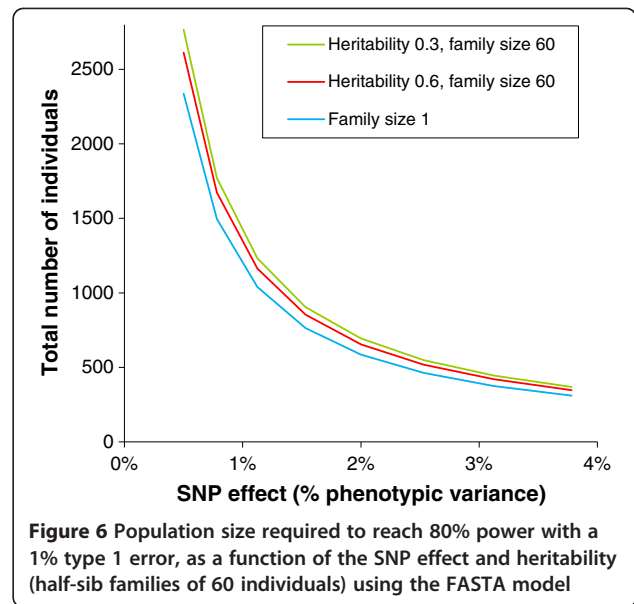 Heritability 0.3, family size 60
Heritability 0.6, family size 60
Family size 1
Total number of individuals
2500
2000
1500
1000
500
0
0%
1%
2%
3%
4%
SNP effect (% phenotypic variance)
Figure 6 Population size required to reach 80% power with a
1% type 1 error, as a function of the SNP effect and heritability
(half-sib families of 60 individuals) using the FASTA model